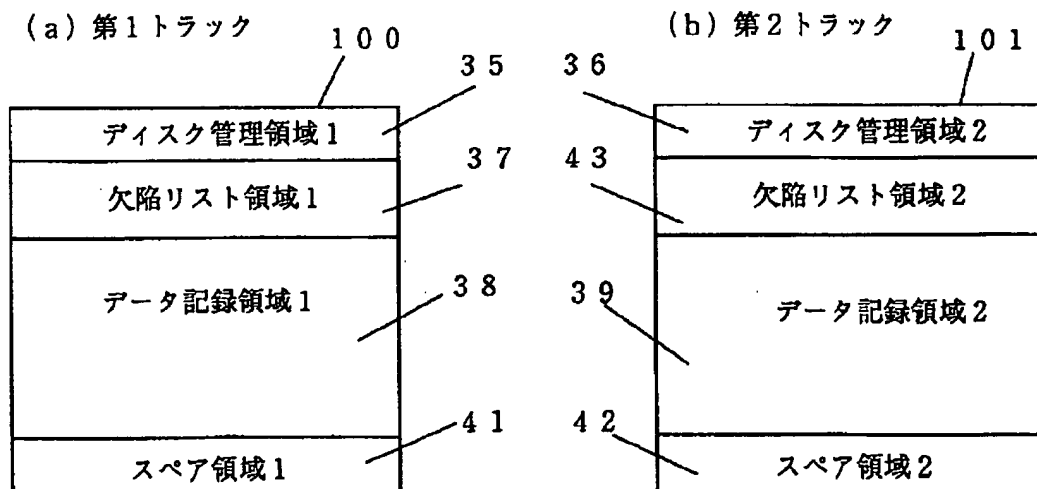 (a) 第1トラック
100
35
ディスク管理領域1
37
欠陥リスト領域1
38
データ記録領域1
41
スペア領域1
(b) 第2トラック
101
36
ディスク管理領域2
43
欠陥リスト領域2
39
データ記録領域2
42
スペア領域2